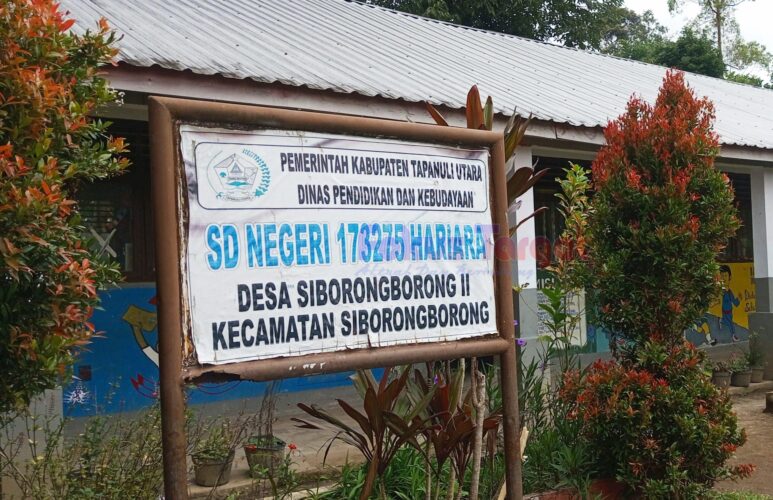 PEMERINTAH KABUPATEN TAPANULI UTARA
DINAS PENDIDIKAN DAN KEBUDAYAAN
SD NEGERI 173275 HARIARA
DESA SIBORONGBORONG II
KECAMATAN SIBORONGBORONG